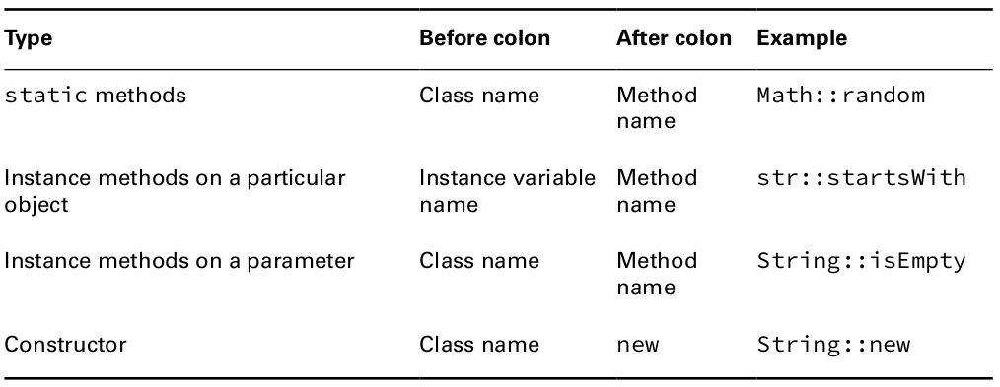 Type Before colon After colon Example
static methods Class name Method name Math::random
Instance methods on a particular object Instance variable name Method name str::startsWith
Instance methods on a parameter Class name Method name String::isEmpty
Constructor Class name new String::new